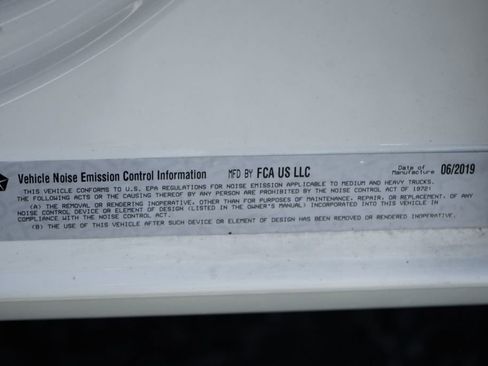 Vehicle Noise Emission Control Information MFD BY FCA US LLC Date of Manufacture 06/2019
THIS VEHICLE CONFORMS TO U.S. EPA REGULATIONS FOR NOISE EMISSION APPLICABLE TO MEDIUM AND HEAVY TRUCKS.
THE FOLLOWING ACTS OR THE CAUSING THEREOF BY ANY PERSON ARE PROHIBITED BY THE NOISE CONTROL ACT OF 1972:
(A) THE REMOVAL OR RENDERING INOPERATIVE, OTHER THAN FOR PURPOSES OF MAINTENANCE, REPAIR, OR REPLACEMENT, OF ANY
NOISE CONTROL DEVICE OR ELEMENT OF DESIGN (LISTED IN THE OWNER'S MANUAL) INCORPORATED INTO THIS VEHICLE IN
COMPLIANCE WITH THE NOISE CONTROL ACT.
(B) THE USE OF THIS VEHICLE AFTER SUCH DEVICE OR ELEMENT OF DESIGN HAS BEEN REMOVED OR RENDERED INOPERATIVE.